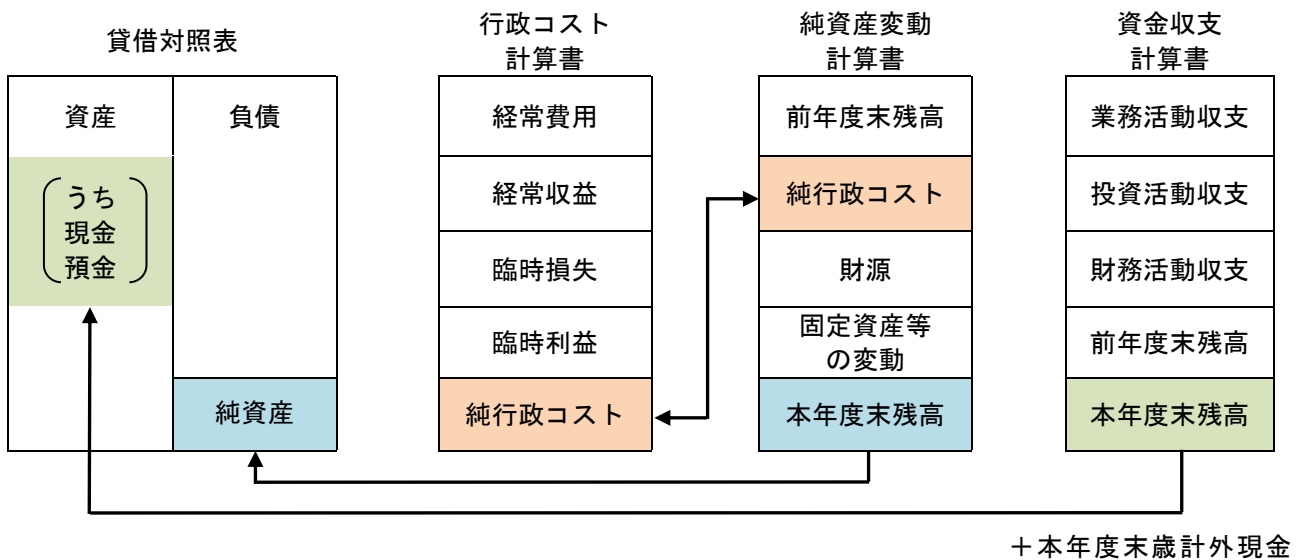 貸借対照表
資産
負債
うち
現金
預金
純資産
行政コスト
計算書
経常費用
経常収益
臨時損失
臨時利益
純行政コスト
純資産変動
計算書
前年度末残高
純行政コスト
財源
固定資産等
の変動
本年度末残高
資金収支
計算書
業務活動収支
投資活動収支
財務活動収支
前年度末残高
本年度末残高
＋本年度末歳計外現金